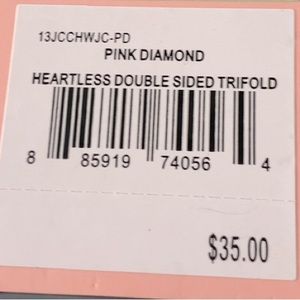 13JCCHWJC-PD
PINK DIAMOND
HEARTLESS DOUBLE SIDED TRIFOLD
8 85919 74056 4
$35.00